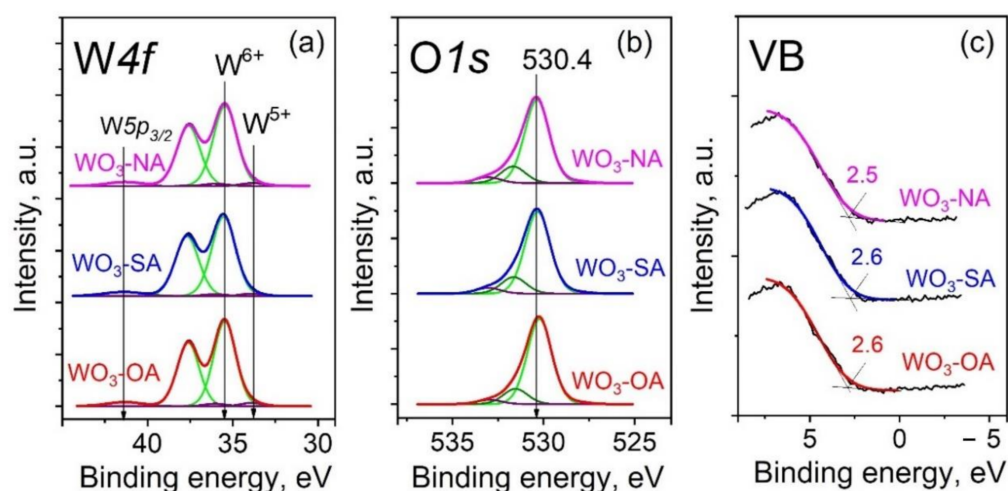 W4f
(a)
W⁶⁺
W5p₃/₂
W⁵⁺
WO₃-NA
WO₃-SA
WO₃-OA
40
35
30
Binding energy, eV
Intensity, a.u.
O1s
(b)
530.4
WO₃-NA
WO₃-SA
WO₃-OA
535
530
525
Binding energy, eV
Intensity, a.u.
VB
(c)
2.5
WO₃-NA
2.6
WO₃-SA
2.6
WO₃-OA
5
0
−5
Binding energy, eV
Intensity, a.u.